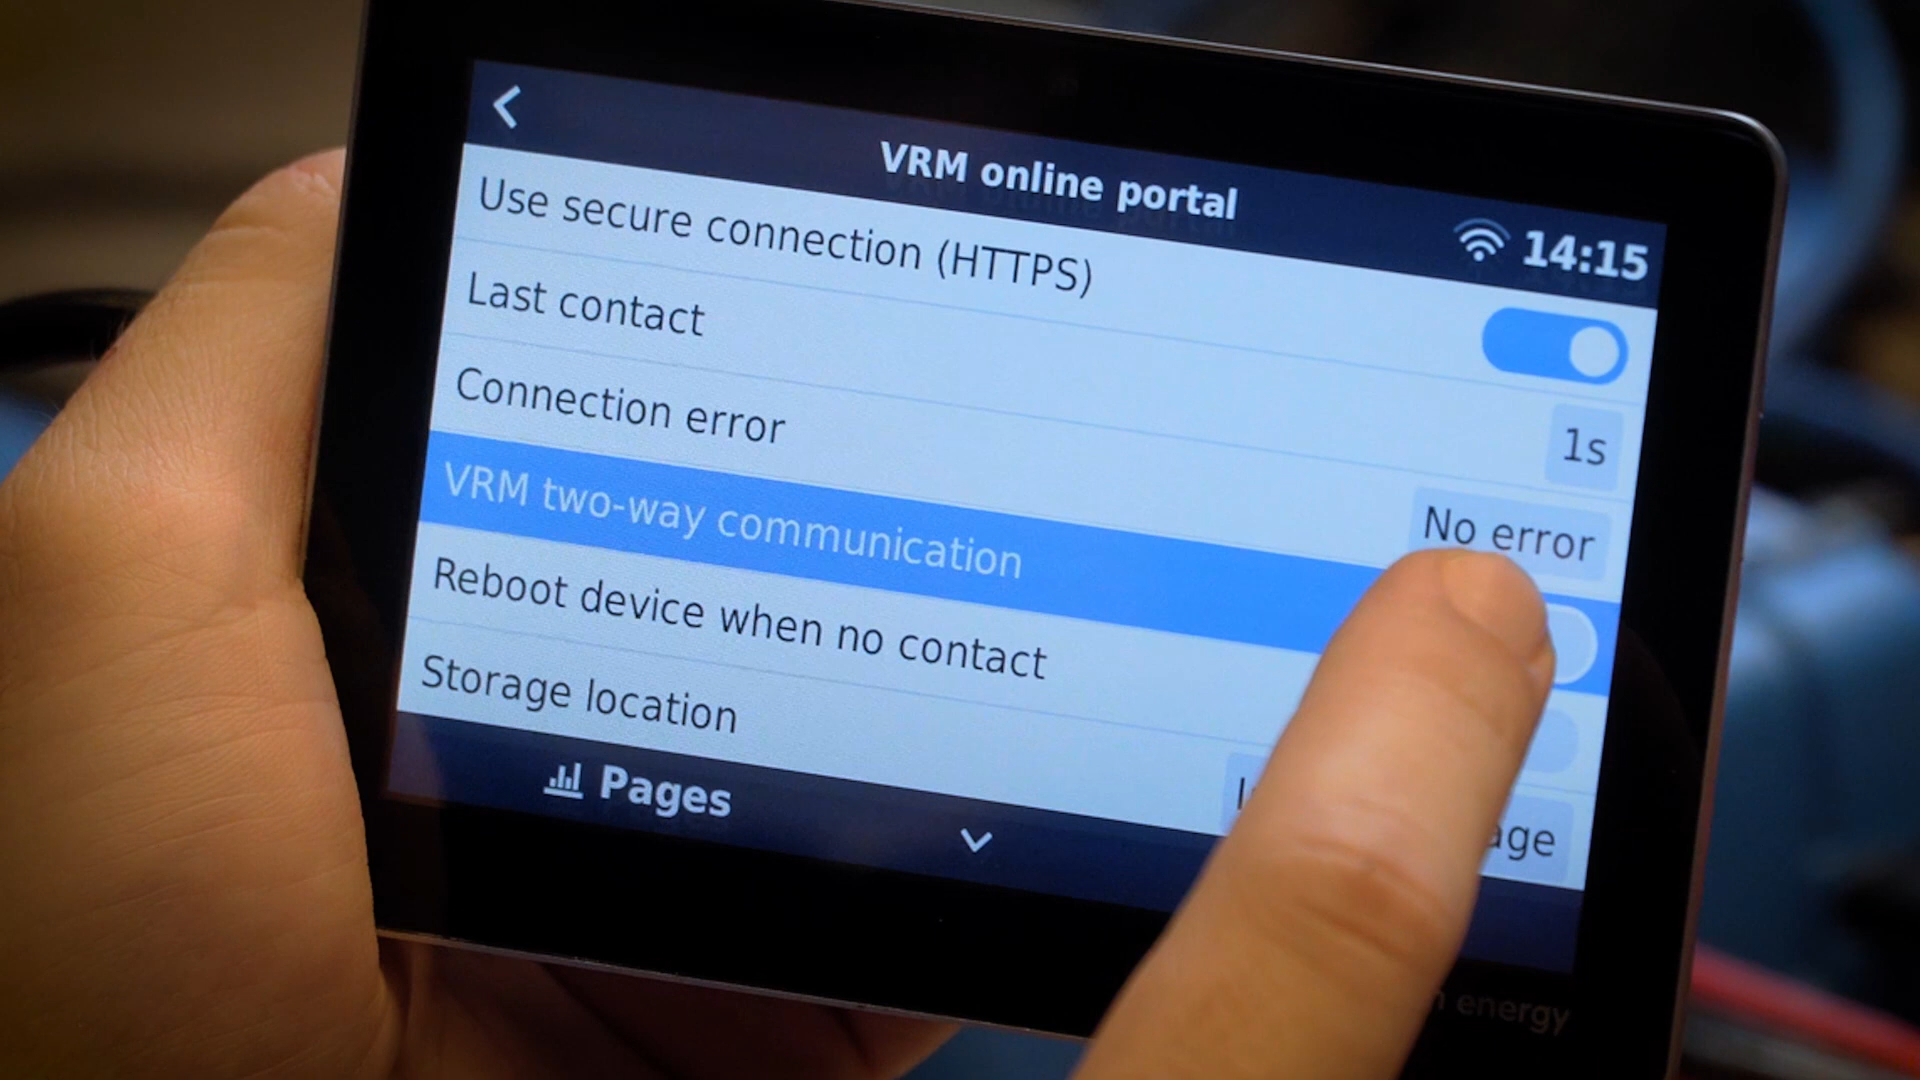 VRM online portal
14:15
Use secure connection (HTTPS)
Last contact
1s
Connection error
No error
VRM two-way communication
Reboot device when no contact
Storage location
Pages
energy